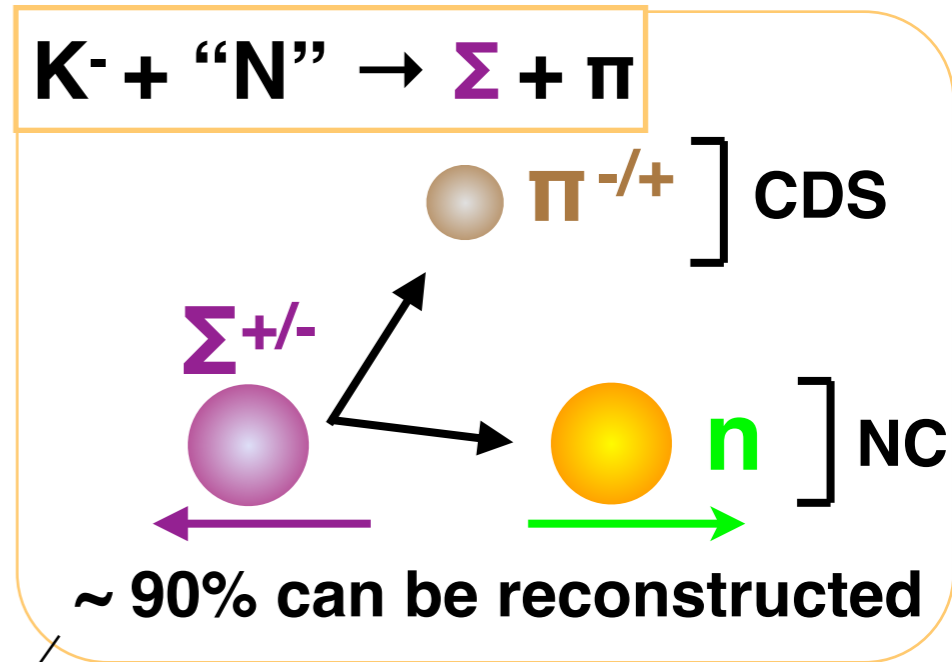 K⁻ + “N” → Σ + π
π -/+ CDS
Σ+/-
n NC
~ 90% can be reconstructed